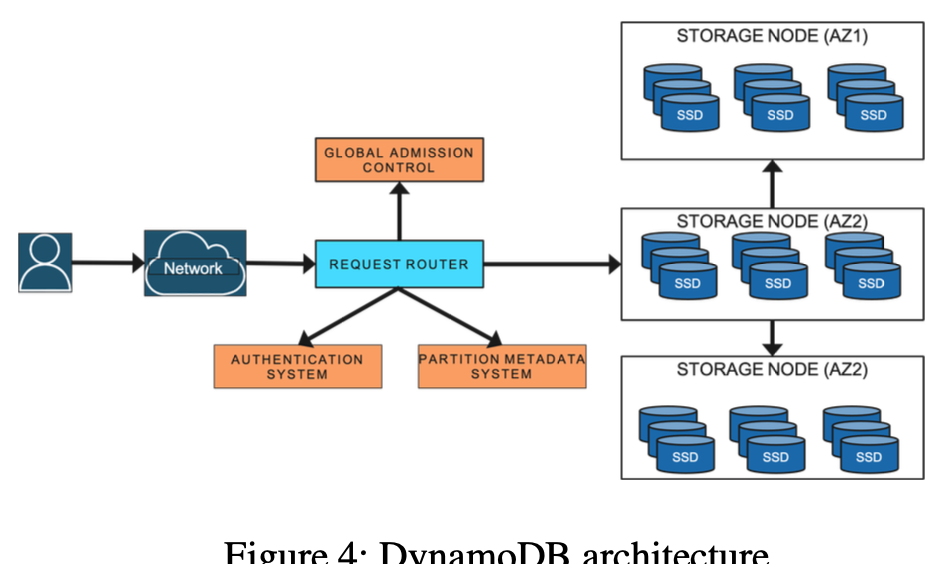 STORAGE NODE (AZ1)
SSD SSD SSD
GLOBAL ADMISSION
CONTROL
STORAGE NODE (AZ2)
Network
REQUEST ROUTER
SSD SSD SSD
AUTHENTICATION
SYSTEM
PARTITION METADATA
SYSTEM
STORAGE NODE (AZ2)
SSD SSD SSD
Figure 4: DynamoDB architecture